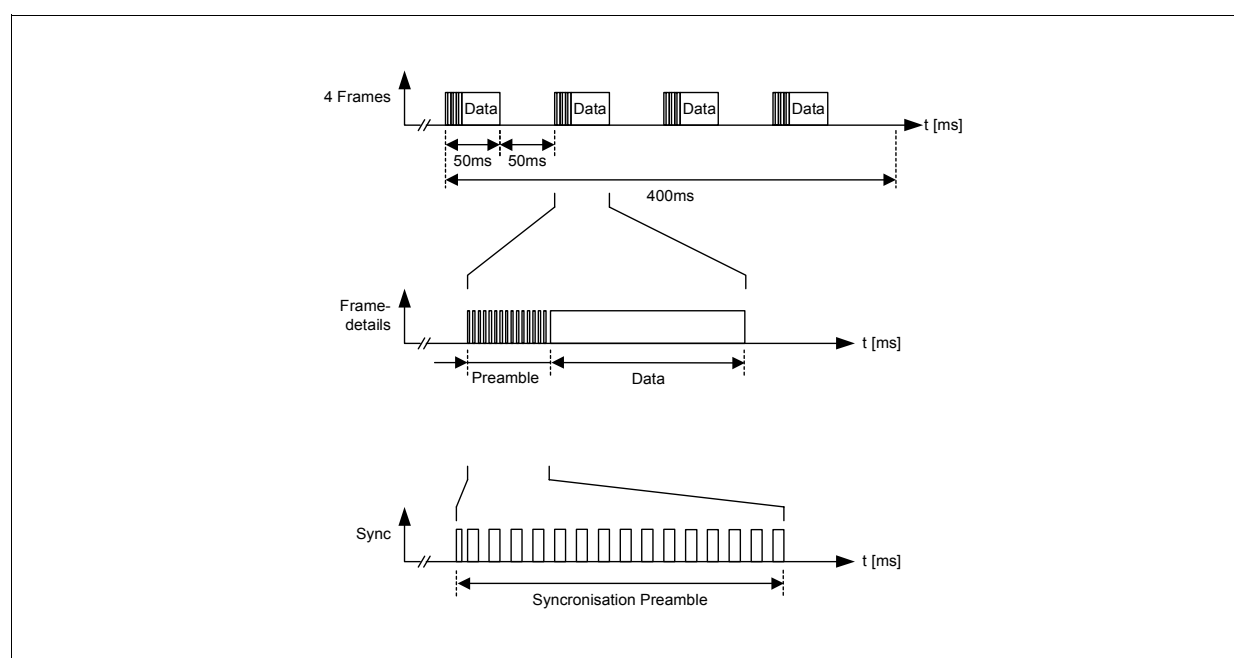 4 Frames
Data Data Data Data
t [ms]
50ms 50ms
400ms
Frame-
details
t [ms]
Preamble Data
Sync
t [ms]
Syncronisation Preamble